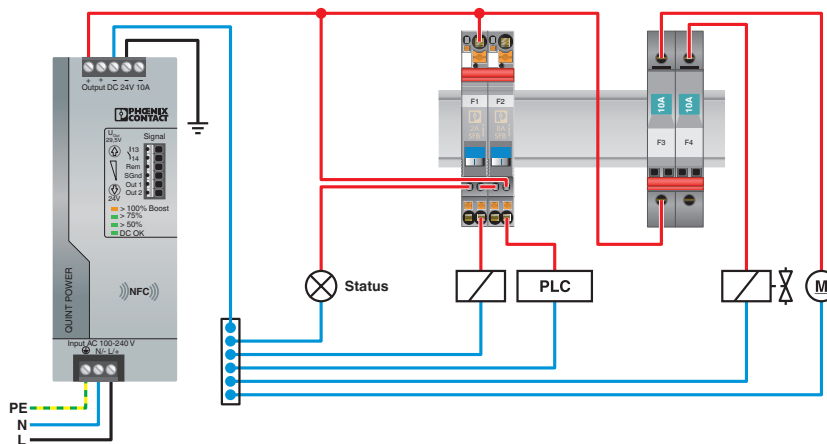 + + – – –
Output DC 24V 10A
PHŒNIX
CONTACT
UOut
29,5V
Signal
13
14
Rem
SGnd
Out 1
Out 2
24V
> 100% Boost
> 75%
> 50%
DC OK
NFC
QUINT POWER
Input AC 100-240 V
N/- L/+
PE
N
L
F1
F2
10A
10A
F3
F4
Status
PLC
M